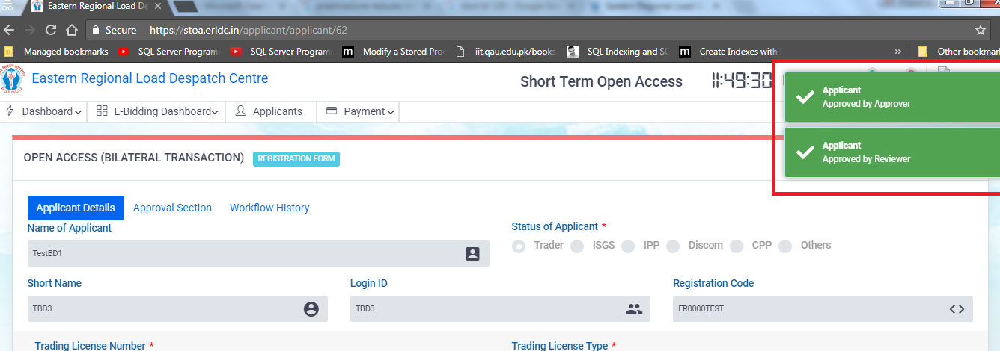 Eastern Regional Load De
Secure https://stoa.erldc.in/applicant/applicant/62
Managed bookmarks SQL Server Program SQL Server Program Modify a Stored Pro iit.qau.edu.pk/books SQL Indexing and SC Create Indexes with » Other bookmar
POSOCO
Eastern Regional Load Despatch Centre Short Term Open Access 11:49:30
Dashboard E-Bidding Dashboard Applicants Payment
Applicant
Approved by Approver
Applicant
Approved by Reviewer
OPEN ACCESS (BILATERAL TRANSACTION) REGISTRATION FORM
Applicant Details Approval Section Workflow History
Name of Applicant
TestBD1
Status of Applicant *
Trader ISGS IPP Discom CPP Others
Short Name Login ID Registration Code
TBD3 TBD3 ER0000TEST
Trading License Number * Trading License Type *